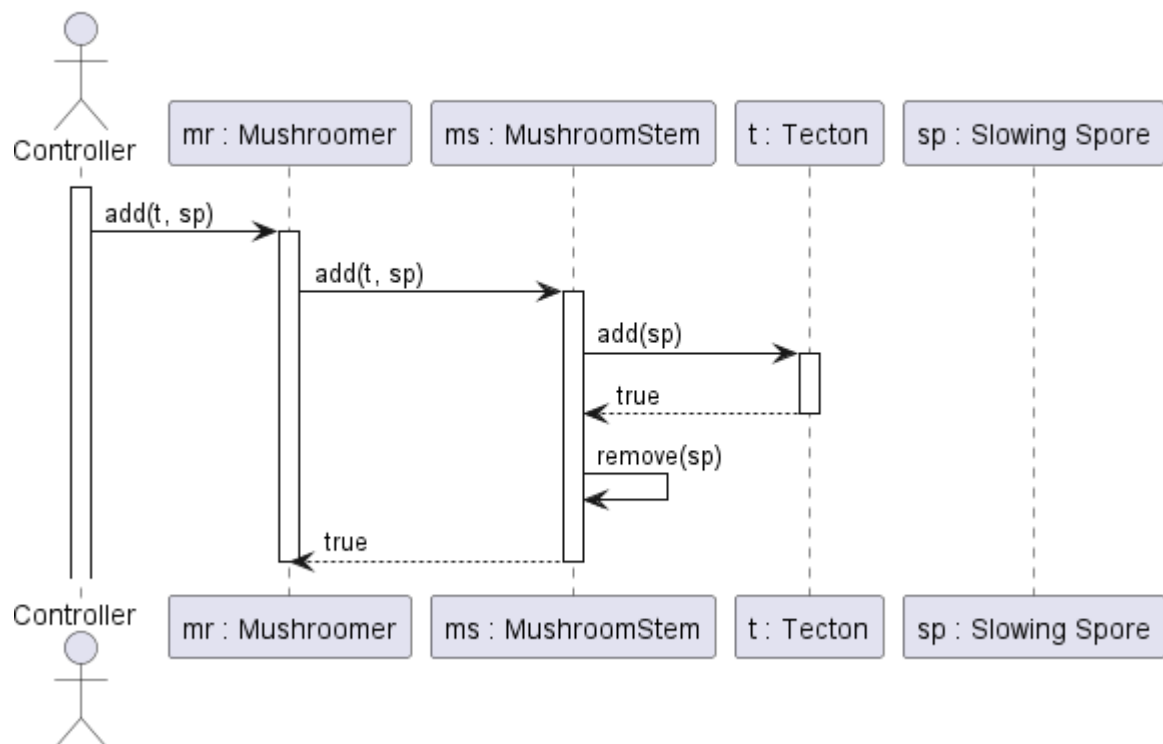 Controller
mr : Mushroomer
ms : MushroomStem
t : Tecton
sp : Slowing Spore
add(t, sp)
add(t, sp)
add(sp)
true
remove(sp)
true
Controller
mr : Mushroomer
ms : MushroomStem
t : Tecton
sp : Slowing Spore